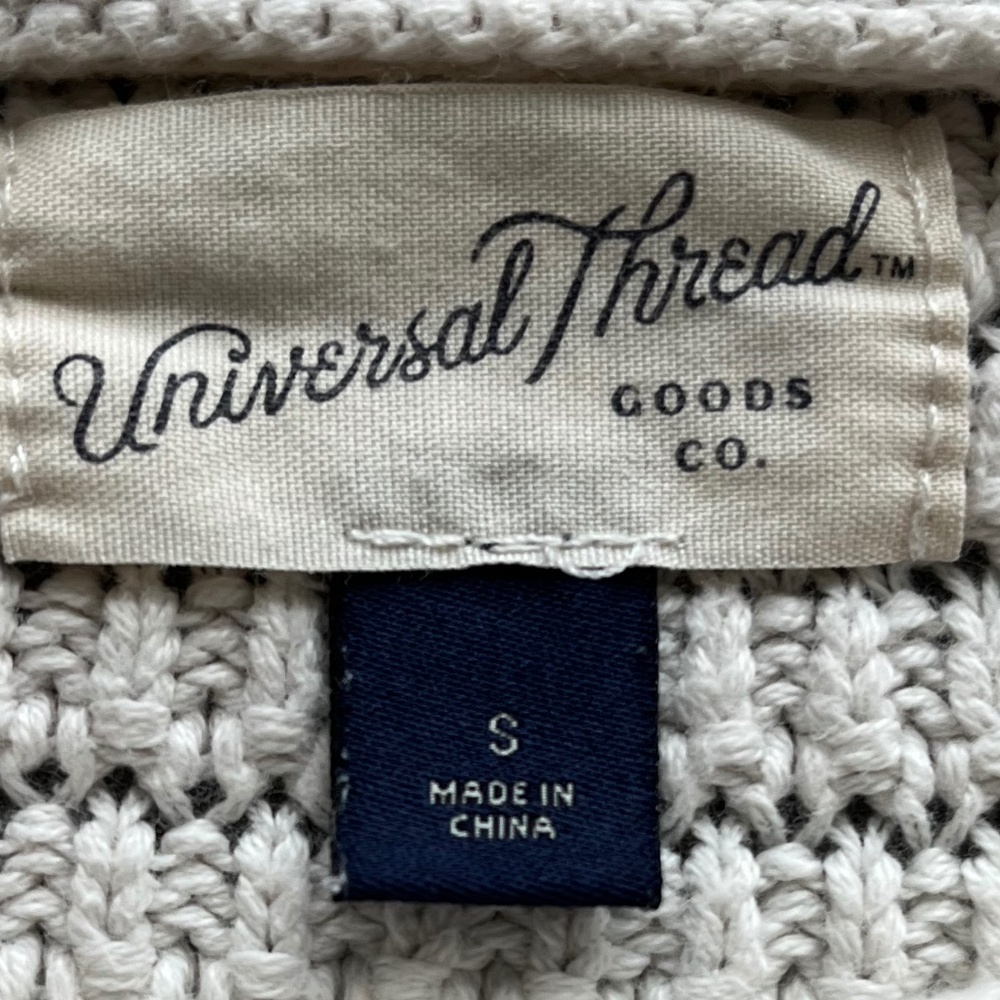 Universal Thread™
GOODS
CO.
S
MADE IN
CHINA